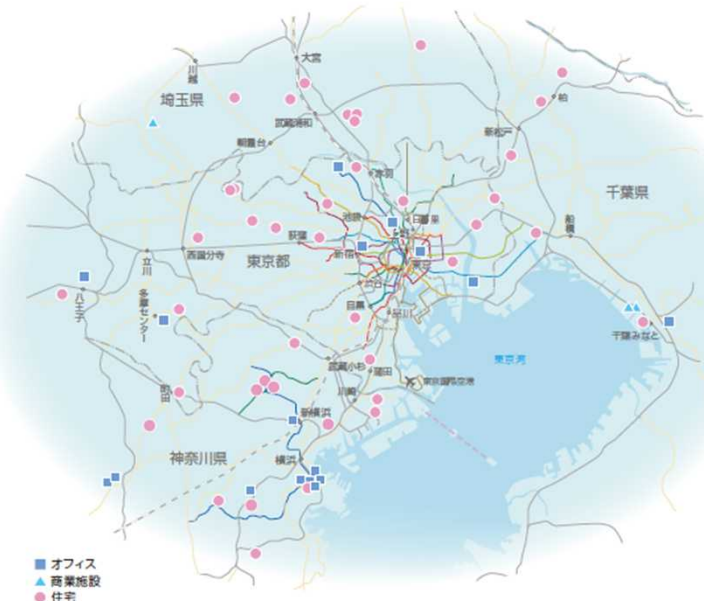 大宮
川越
埼玉県
柏
武蔵浦和
新松戸
朝霞台
赤羽
千葉県
池袋
日暮里
船橋
荻窪
新宿
東京
西国分寺
東京都
立川
渋谷
八王子
多摩センター
目黒
品川
千葉みなと
東京湾
武蔵小杉
蒲田
東京国際空港
町田
川崎
新横浜
神奈川県
横浜
オフィス
商業施設
住宅